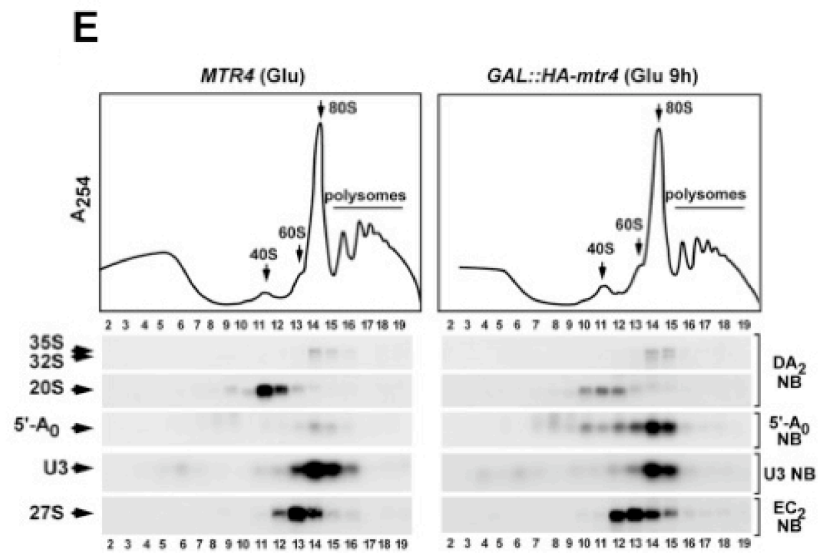 E
MTR4 (Glu)
GAL::HA-mtr4 (Glu 9h)
A254
80S
polysomes
60S
40S
80S
polysomes
60S
40S
2 3 4 5 6 7 8 9 10 11 12 13 14 15 16 17 18 19
2 3 4 5 6 7 8 9 10 11 12 13 14 15 16 17 18 19
35S
32S
20S
5'-A0
U3
27S
DA2
NB
5'-A0
NB
U3 NB
EC2
NB
2 3 4 5 6 7 8 9 10 11 12 13 14 15 16 17 18 19
2 3 4 5 6 7 8 9 10 11 12 13 14 15 16 17 18 19